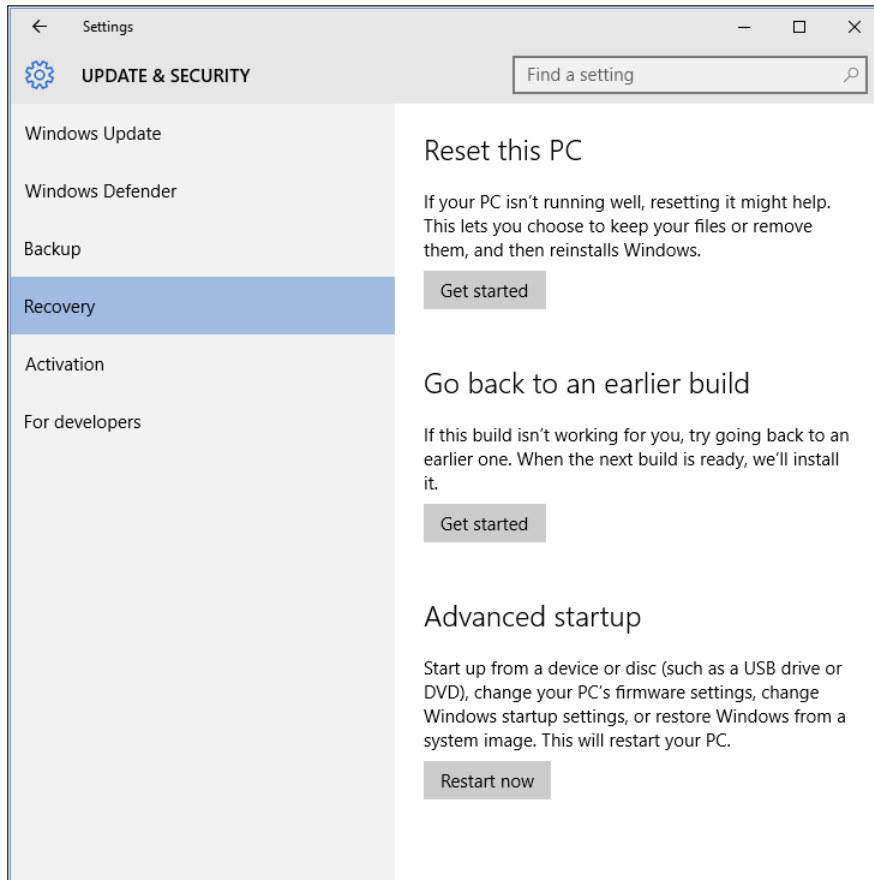 Settings
UPDATE & SECURITY
Find a setting
Windows Update
Windows Defender
Backup
Recovery
Activation
For developers
Reset this PC
If your PC isn’t running well, resetting it might help.
This lets you choose to keep your files or remove
them, and then reinstalls Windows.
Get started
Go back to an earlier build
If this build isn’t working for you, try going back to an
earlier one. When the next build is ready, we’ll install
it.
Get started
Advanced startup
Start up from a device or disc (such as a USB drive or
DVD), change your PC’s firmware settings, change
Windows startup settings, or restore Windows from a
system image. This will restart your PC.
Restart now